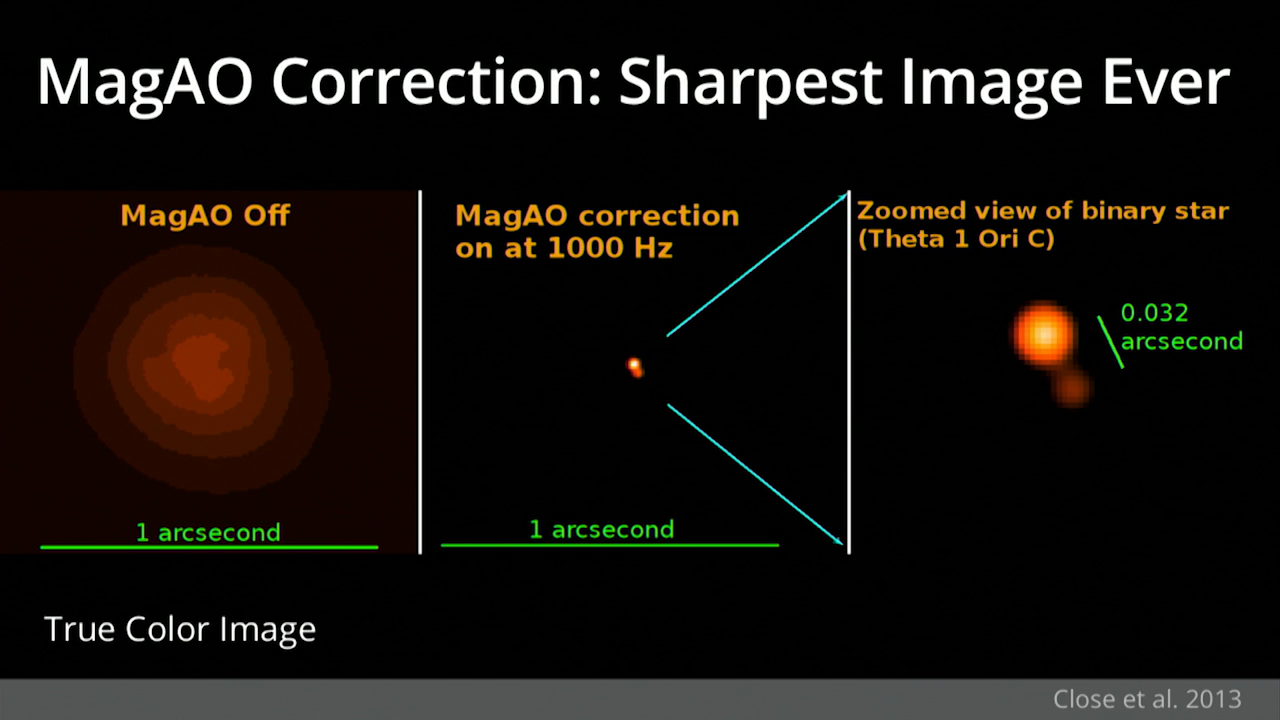 MagAO Correction: Sharpest Image Ever
MagAO Off
1 arcsecond
MagAO correction
on at 1000 Hz
1 arcsecond
Zoomed view of binary star
(Theta 1 Ori C)
0.032
arcsecond
True Color Image
Close et al. 2013